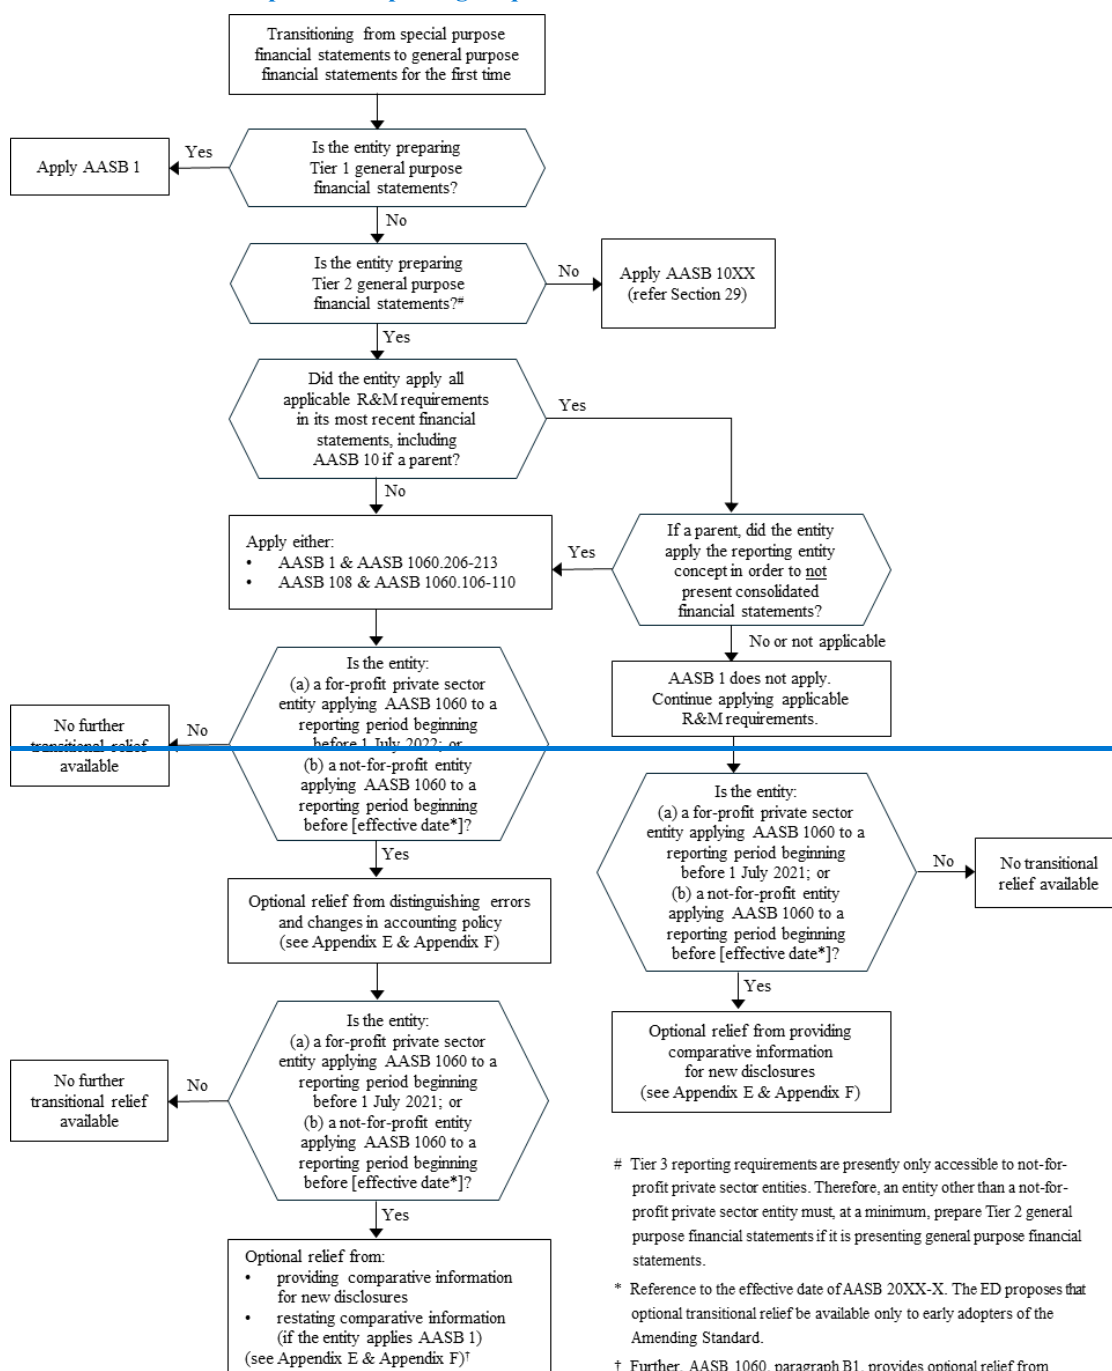 Transitioning from special purpose
financial statements to general purpose
financial statements for the first time
Is the entity preparing
Tier 1 general purpose
financial statements?
Yes
Apply AASB 1
No
Is the entity preparing
Tier 2 general purpose
financial statements?#
No
Apply AASB 10XX
(refer Section 29)
Yes
Did the entity apply all
applicable R&M requirements
in its most recent financial
statements, including
AASB 10 if a parent?
Yes
No
If a parent, did the entity
apply the reporting entity
concept in order to not
present consolidated
financial statements?
Yes
Apply either:
• AASB 1 & AASB 1060.206-213
• AASB 108 & AASB 1060.106-110
No or not applicable
AASB 1 does not apply.
Continue applying applicable
R&M requirements.
Is the entity:
(a) a for-profit private sector
entity applying AASB 1060 to a
reporting period beginning
before 1 July 2022; or
(b) a not-for-profit entity
applying AASB 1060 to a
reporting period beginning
before [effective date*]?
No
No further
transitional relief
available
Yes
Is the entity:
(a) a for-profit private sector
entity applying AASB 1060 to a
reporting period beginning
before 1 July 2021; or
(b) a not-for-profit entity
applying AASB 1060 to a
reporting period beginning
before [effective date*]?
No
No transitional
relief available
Yes
Optional relief from distinguishing errors
and changes in accounting policy
(see Appendix E & Appendix F)
Optional relief from providing
comparative information
for new disclosures
(see Appendix E & Appendix F)
Is the entity:
(a) a for-profit private sector
entity applying AASB 1060 to a
reporting period beginning
before 1 July 2021; or
(b) a not-for-profit entity
applying AASB 1060 to a
reporting period beginning
before [effective date*]?
No
No further
transitional relief
available
Yes
Optional relief from:
• providing comparative information
for new disclosures
• restating comparative information
(if the entity applies AASB 1)
(see Appendix E & Appendix F)†
# Tier 3 reporting requirements are presently only accessible to not-for-
profit private sector entities. Therefore, an entity other than a not-for-
profit private sector entity must, at a minimum, prepare Tier 2 general
purpose financial statements if it is presenting general purpose financial
statements.
* Reference to the effective date of AASB 20XX-X. The ED proposes that
optional transitional relief be available only to early adopters of the
Amending Standard.
† Further, AASB 1060, paragraph B1, provides optional relief from